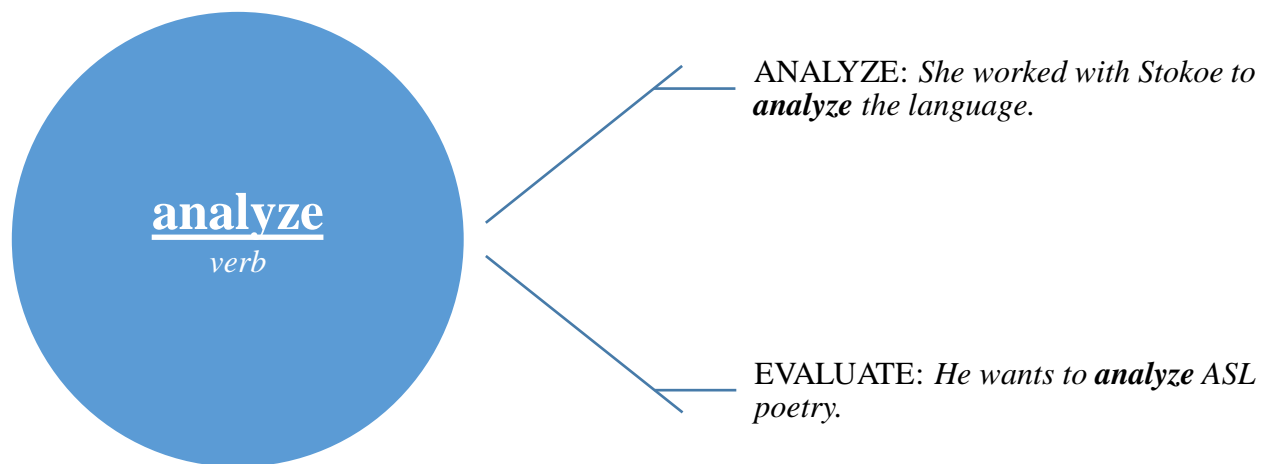 analyze
verb
ANALYZE: She worked with Stokoe to
analyze the language.
EVALUATE: He wants to analyze ASL
poetry.